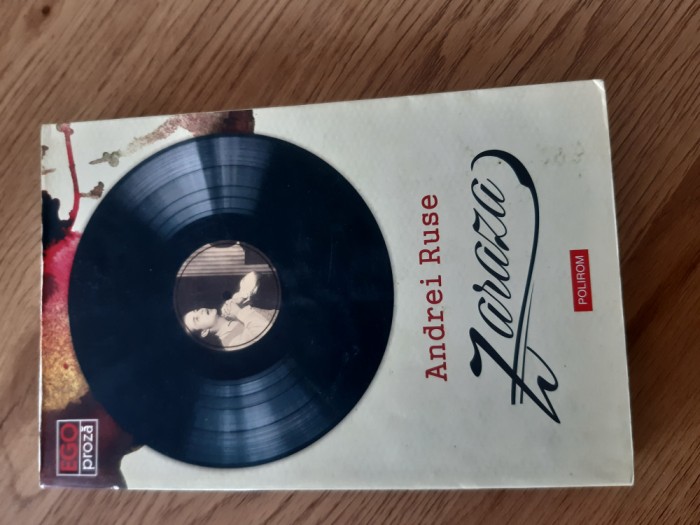 EGO
proză
Andrei Ruse
Zaraza
POLIROM